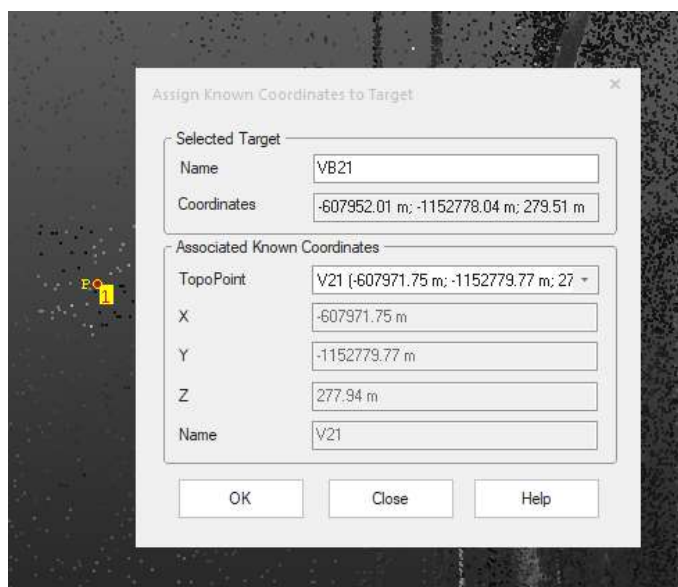 Assign Known Coordinates to Target
Selected Target
Name VB21
Coordinates -607952.01 m; -1152778.04 m; 279.51 m
Associated Known Coordinates
TopoPoint V21 (-607971.75 m; -1152779.77 m; 27
X -607971.75 m
Y -1152779.77 m
Z 277.94 m
Name V21
P 1
OK Close Help